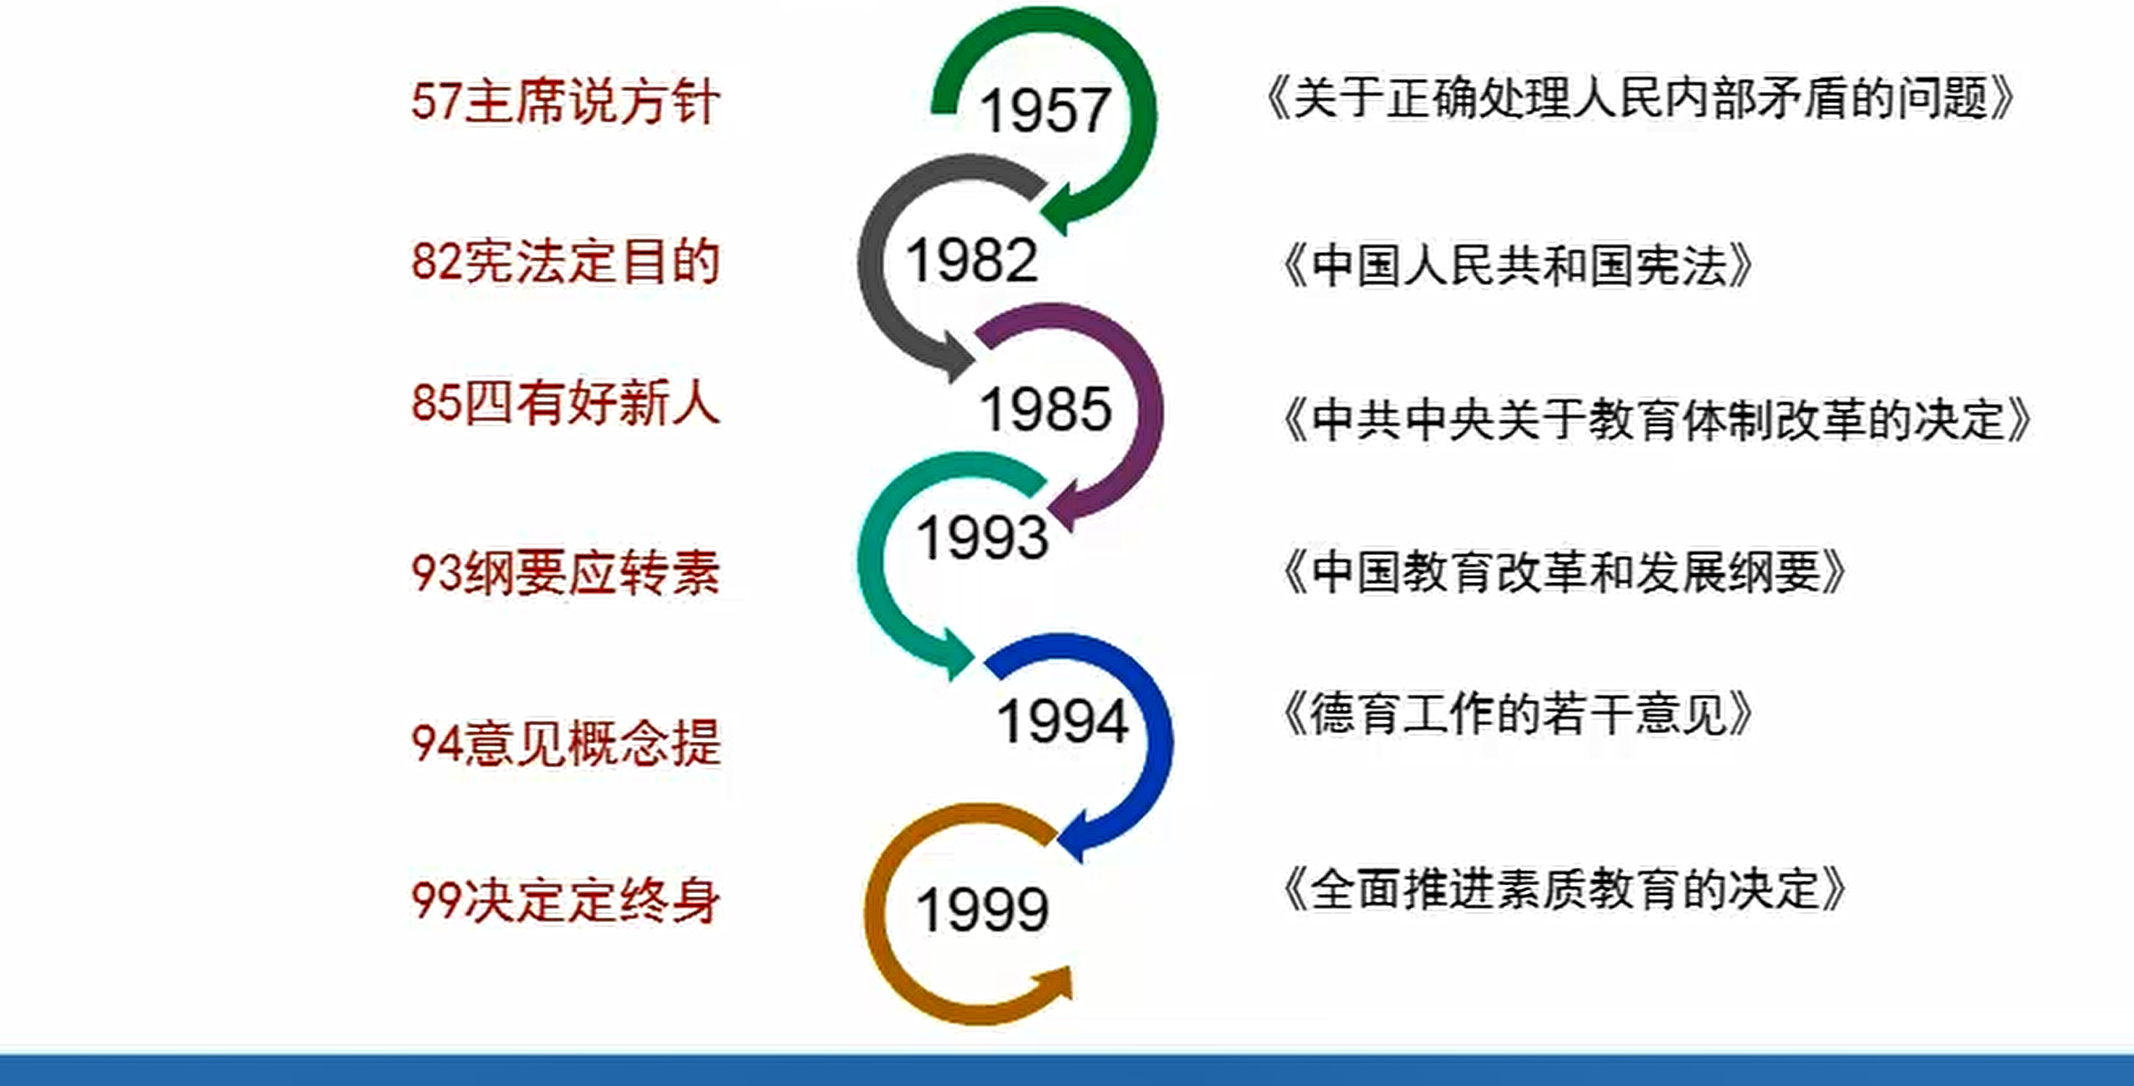 57主席说方针
1957
《关于正确处理人民内部矛盾的问题》
82宪法定目的
1982
《中国人民共和国宪法》
85四有好新人
1985
《中共中央关于教育体制改革的决定》
93纲要应转素
1993
《中国教育改革和发展纲要》
94意见概念提
1994
《德育工作的若干意见》
99决定定终身
1999
《全面推进素质教育的决定》